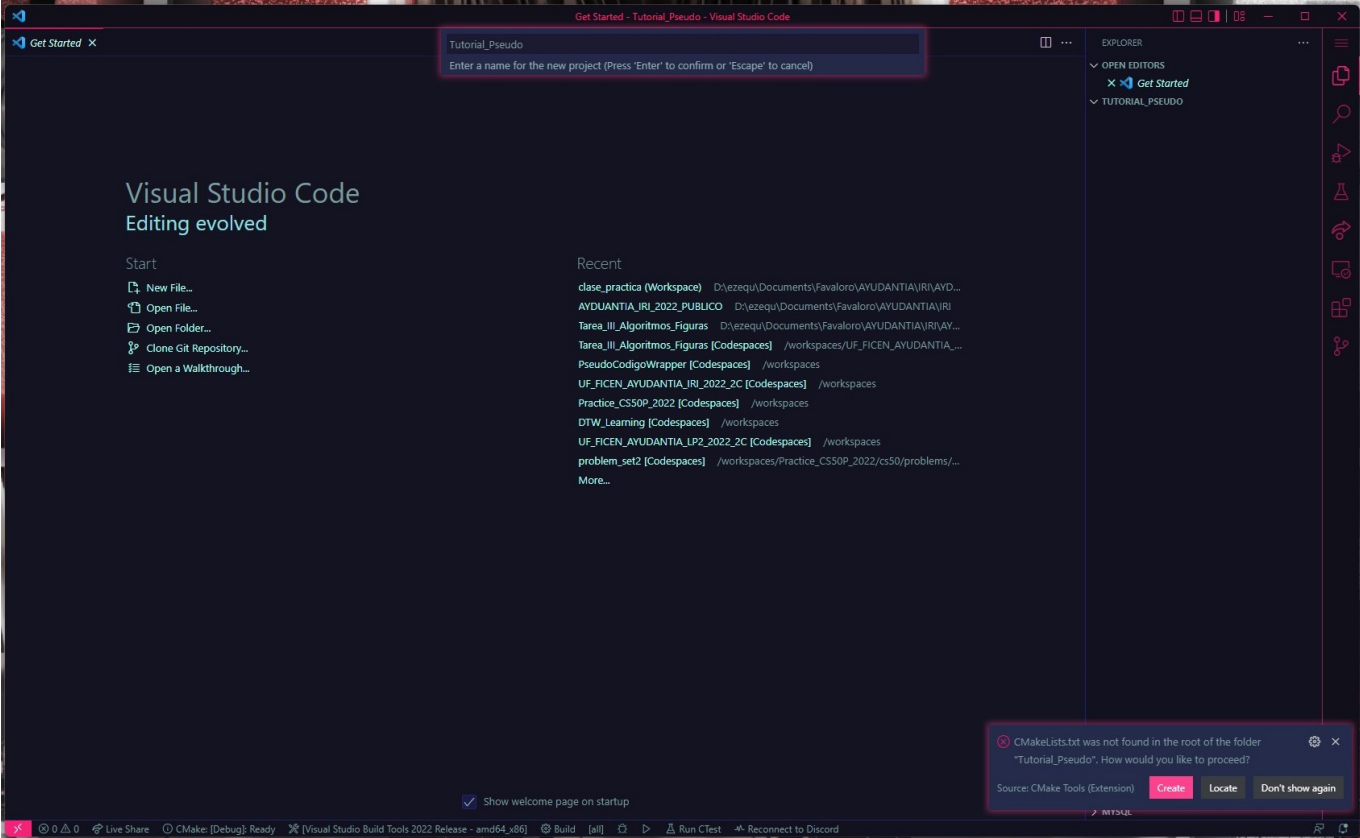 Get Started - Tutorial_Pseudo - Visual Studio Code
Get Started
Tutorial_Pseudo
Enter a name for the new project (Press 'Enter' to confirm or 'Escape' to cancel)
Visual Studio Code
Editing evolved
Start
New File...
Open File...
Open Folder...
Clone Git Repository...
Open a Walkthrough...
Recent
clase_practica (Workspace) D:\ezequ\Documents\Favaloro\AYUDANTIA\IRI\AYD...
AYDUANTIA_IRI_2022_PUBLICO D:\ezequ\Documents\Favaloro\AYUDANTIA\IRI
Tarea_III_Algoritmos_Figuras D:\ezequ\Documents\Favaloro\AYUDANTIA\IRI\AY...
Tarea_III_Algoritmos_Figuras [Codespaces] /workspaces/UF_FICEN_AYUDANTIA_...
PseudoCodigoWrapper [Codespaces] /workspaces
UF_FICEN_AYUDANTIA_IRI_2022_2C [Codespaces] /workspaces
Practice_CS50P_2022 [Codespaces] /workspaces
DTW_Learning [Codespaces] /workspaces
UF_FICEN_AYUDANTIA_LP2_2022_2C [Codespaces] /workspaces
problem_set2 [Codespaces] /workspaces/Practice_CS50P_2022/cs50/problems/...
More...
Show welcome page on startup
EXPLORER
OPEN EDITORS
Get Started
TUTORIAL_PSEUDO
CMakeLists.txt was not found in the root of the folder
"Tutorial_Pseudo". How would you like to proceed?
Source: CMake Tools (Extension) Create Locate Don't show again
MYSQL
0 0 Live Share CMake: [Debug]: Ready [Visual Studio Build Tools 2022 Release - amd64_x86] Build [all] Run CTest Reconnect to Discord